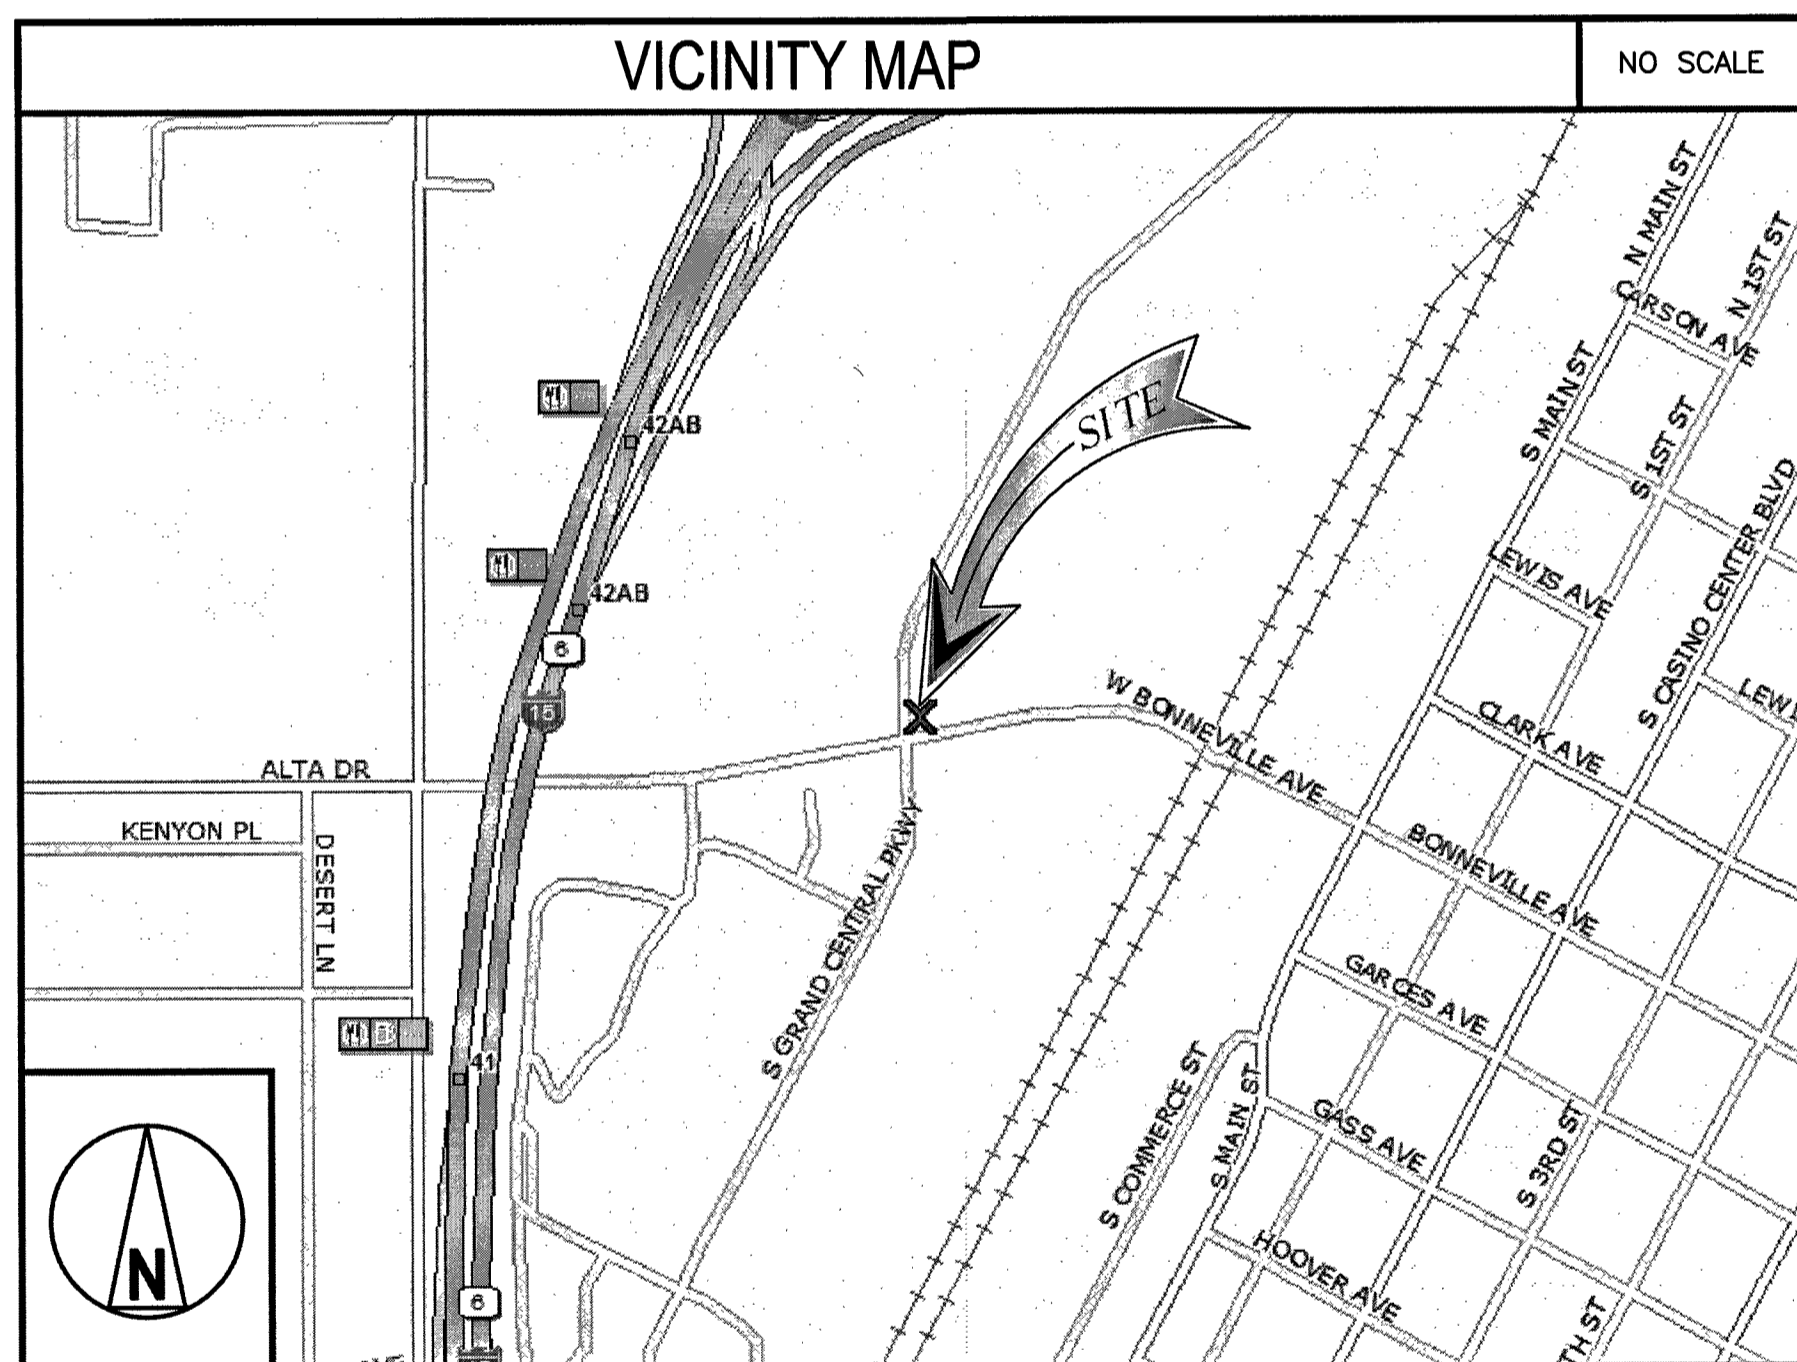 VICINITY MAP
NO SCALE
N MAIN ST
N 1ST ST
CARSON AVE
S MAIN ST
S 1ST ST
SITE
42AB
S CASINO CENTER BLVD
LEWIS AVE
42AB
6
15
W BONNEVILLE AVE
CLARK AVE
ALTA DR
KENYON PL
DESERT LN
S GRAND CENTRAL PKWY
BONNEVILLE AVE
GARCES AVE
41
S COMMERCE ST
S MAIN ST
GASS AVE
S 3RD ST
HOOVER AVE
N
6